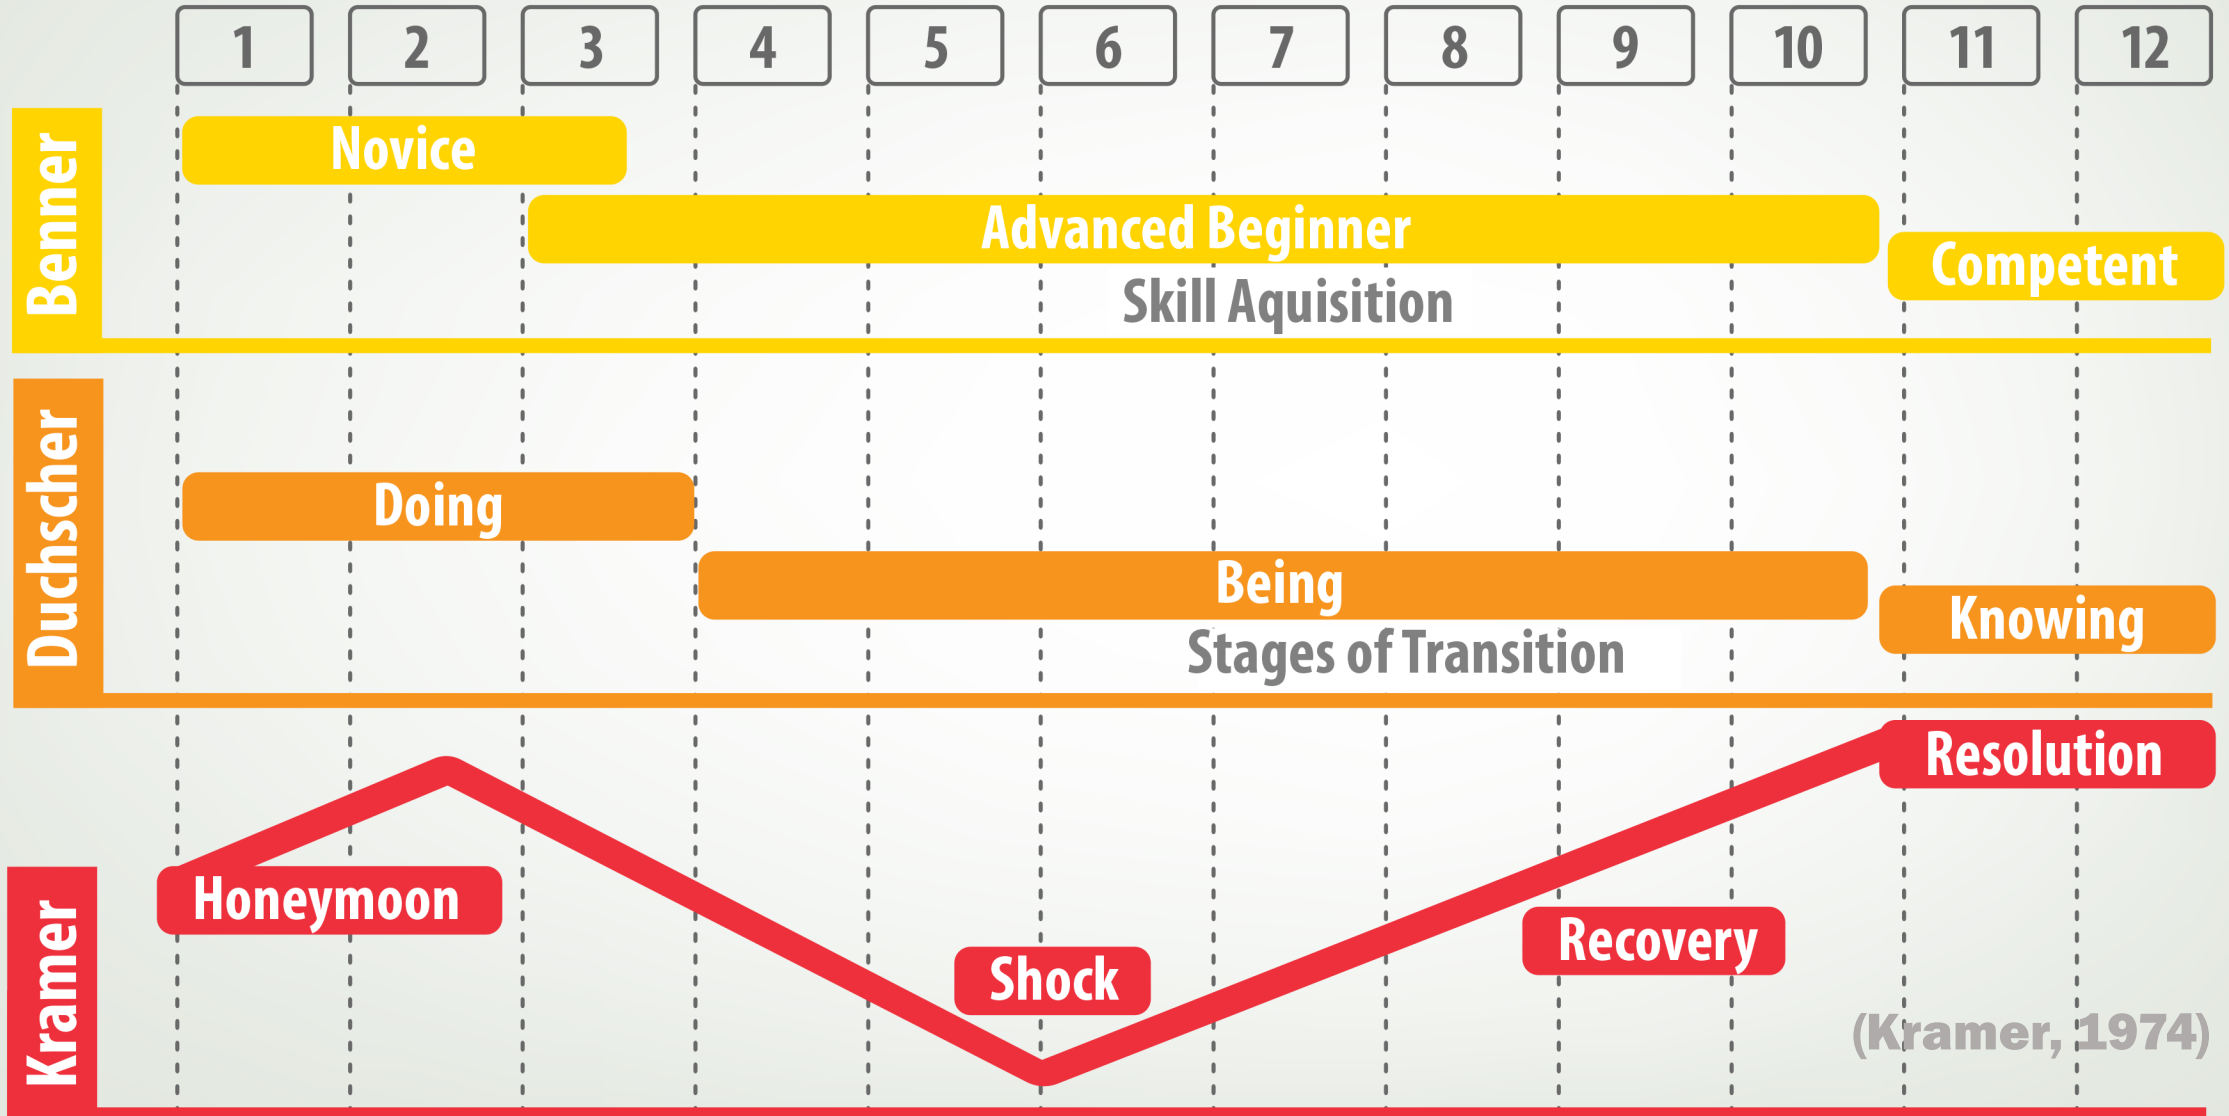 1 2 3 4 5 6 7 8 9 10 11 12
Benner
Novice
Advanced Beginner
Competent
Skill Aquisition
Duchscher
Doing
Being
Knowing
Stages of Transition
Kramer
Resolution
Honeymoon
Recovery
Shock
(Kramer, 1974)